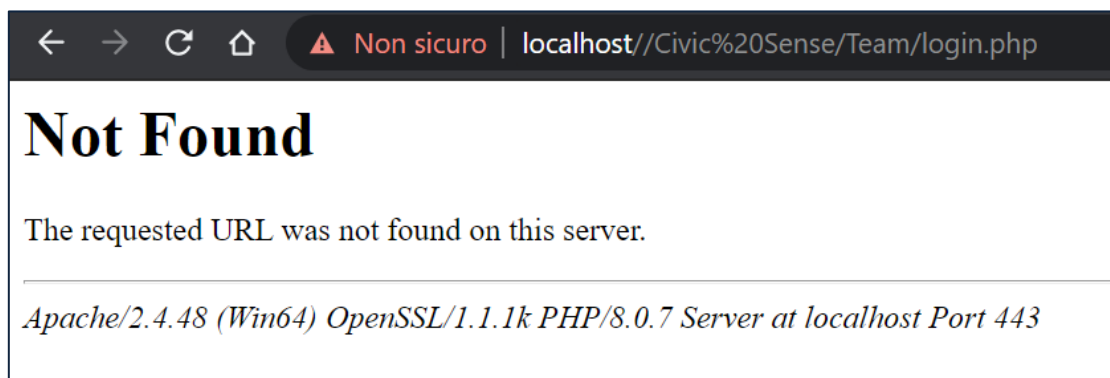 Non sicuro | localhost//Civic%20Sense/Team/login.php
Not Found
The requested URL was not found on this server.
Apache/2.4.48 (Win64) OpenSSL/1.1.1k PHP/8.0.7 Server at localhost Port 443